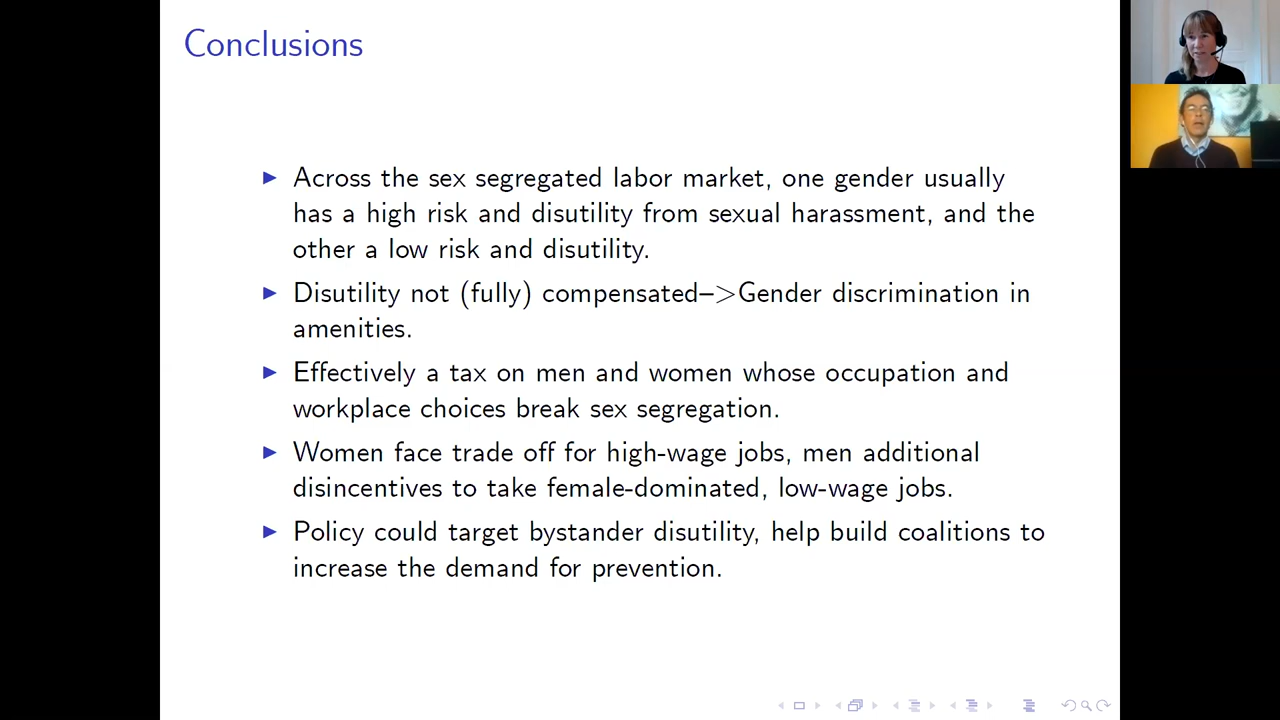 Conclusions
▶ Across the sex segregated labor market, one gender usually
has a high risk and disutility from sexual harassment, and the
other a low risk and disutility.
▶ Disutility not (fully) compensated–>Gender discrimination in
amenities.
▶ Effectively a tax on men and women whose occupation and
workplace choices break sex segregation.
▶ Women face trade off for high-wage jobs, men additional
disincentives to take female-dominated, low-wage jobs.
▶ Policy could target bystander disutility, help build coalitions to
increase the demand for prevention.